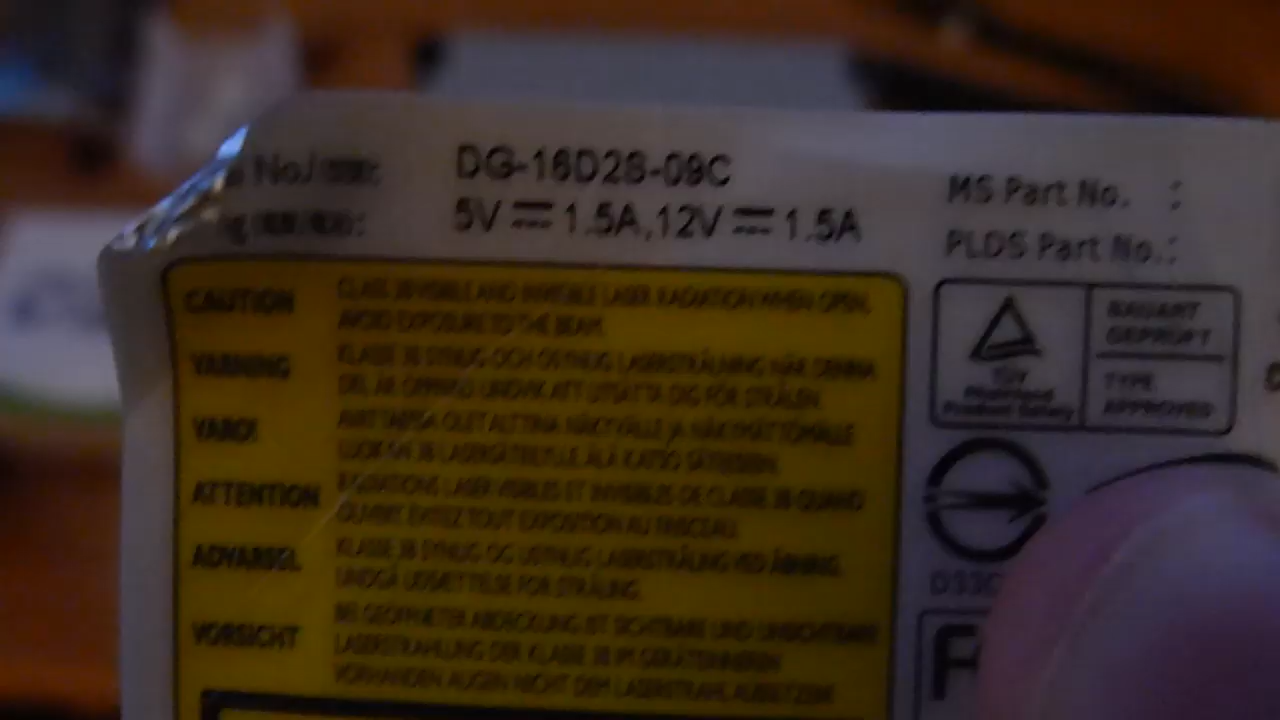 No./ DG-16D2S-09C
5V ⎓ 1.5A,12V ⎓ 1.5A
MS Part No. :
PLDS Part No.:
CAUTION CLASS 3B VISIBLE AND INVISIBLE LASER RADIATION WHEN OPEN.
AVOID EXPOSURE TO THE BEAM.
VARNING KLASS 3B SYNLIG OCH OSYNLIG LASERSTRÅLNING NÄR DENNA
DEL ÄR ÖPPNAD UNDVIK ATT UTSÄTTA DIG FÖR STRÅLEN.
VARO! AVATTAESSA OLET ALTTIINA NÄKYVÄLLE JA NÄKYMÄTTÖMÄLLE
LUOKAN 3B LASERSÄTEILYLLE ÄLÄ KATSO SÄTEESEEN.
ATTENTION RADIATIONS LASER VISIBLES ET INVISIBLES DE CLASSE 3B QUAND
OUVERT. EVITEZ TOUT EXPOSITION AU FAISCEAU.
ADVARSEL KLASSE 3B SYNLIG OG USYNLIG LASERSTRÅLING VED ÅBNING.
UNDGÅ UDSÆTTELSE FOR STRÅLING.
VORSICHT BEI GEÖFFNETER ABDECKUNG IST SICHTBARE UND UNSICHTBARE
LASERSTRAHLUNG DER KLASSE 3B IM GERÄTEINNEREN
VORHANDEN AUGEN NICHT DEM LASERSTRAHL AUSSETZEN!
TÜV
Rheinland
Product Safety
BAUART
GEPRÜFT
TYPE
APPROVED